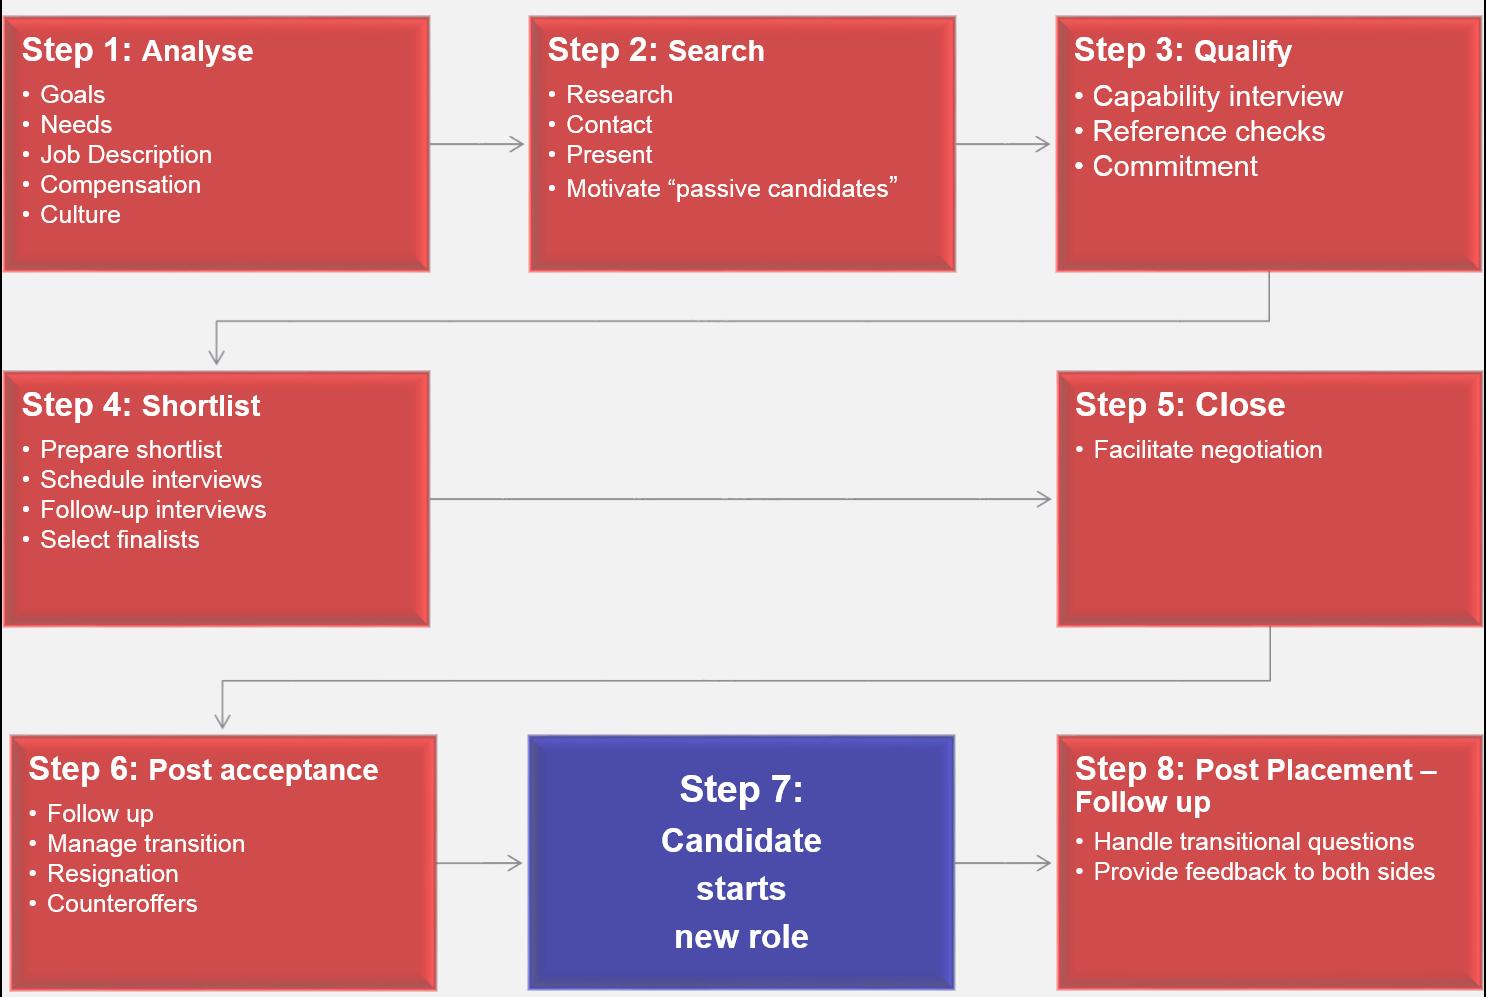 Step 1: Analyse
• Goals
• Needs
• Job Description
• Compensation
• Culture
Step 2: Search
• Research
• Contact
• Present
• Motivate “passive candidates”
Step 3: Qualify
• Capability interview
• Reference checks
• Commitment
Step 4: Shortlist
• Prepare shortlist
• Schedule interviews
• Follow-up interviews
• Select finalists
Step 5: Close
• Facilitate negotiation
Step 6: Post acceptance
• Follow up
• Manage transition
• Resignation
• Counteroffers
Step 7:
Candidate
starts
new role
Step 8: Post Placement –
Follow up
• Handle transitional questions
• Provide feedback to both sides